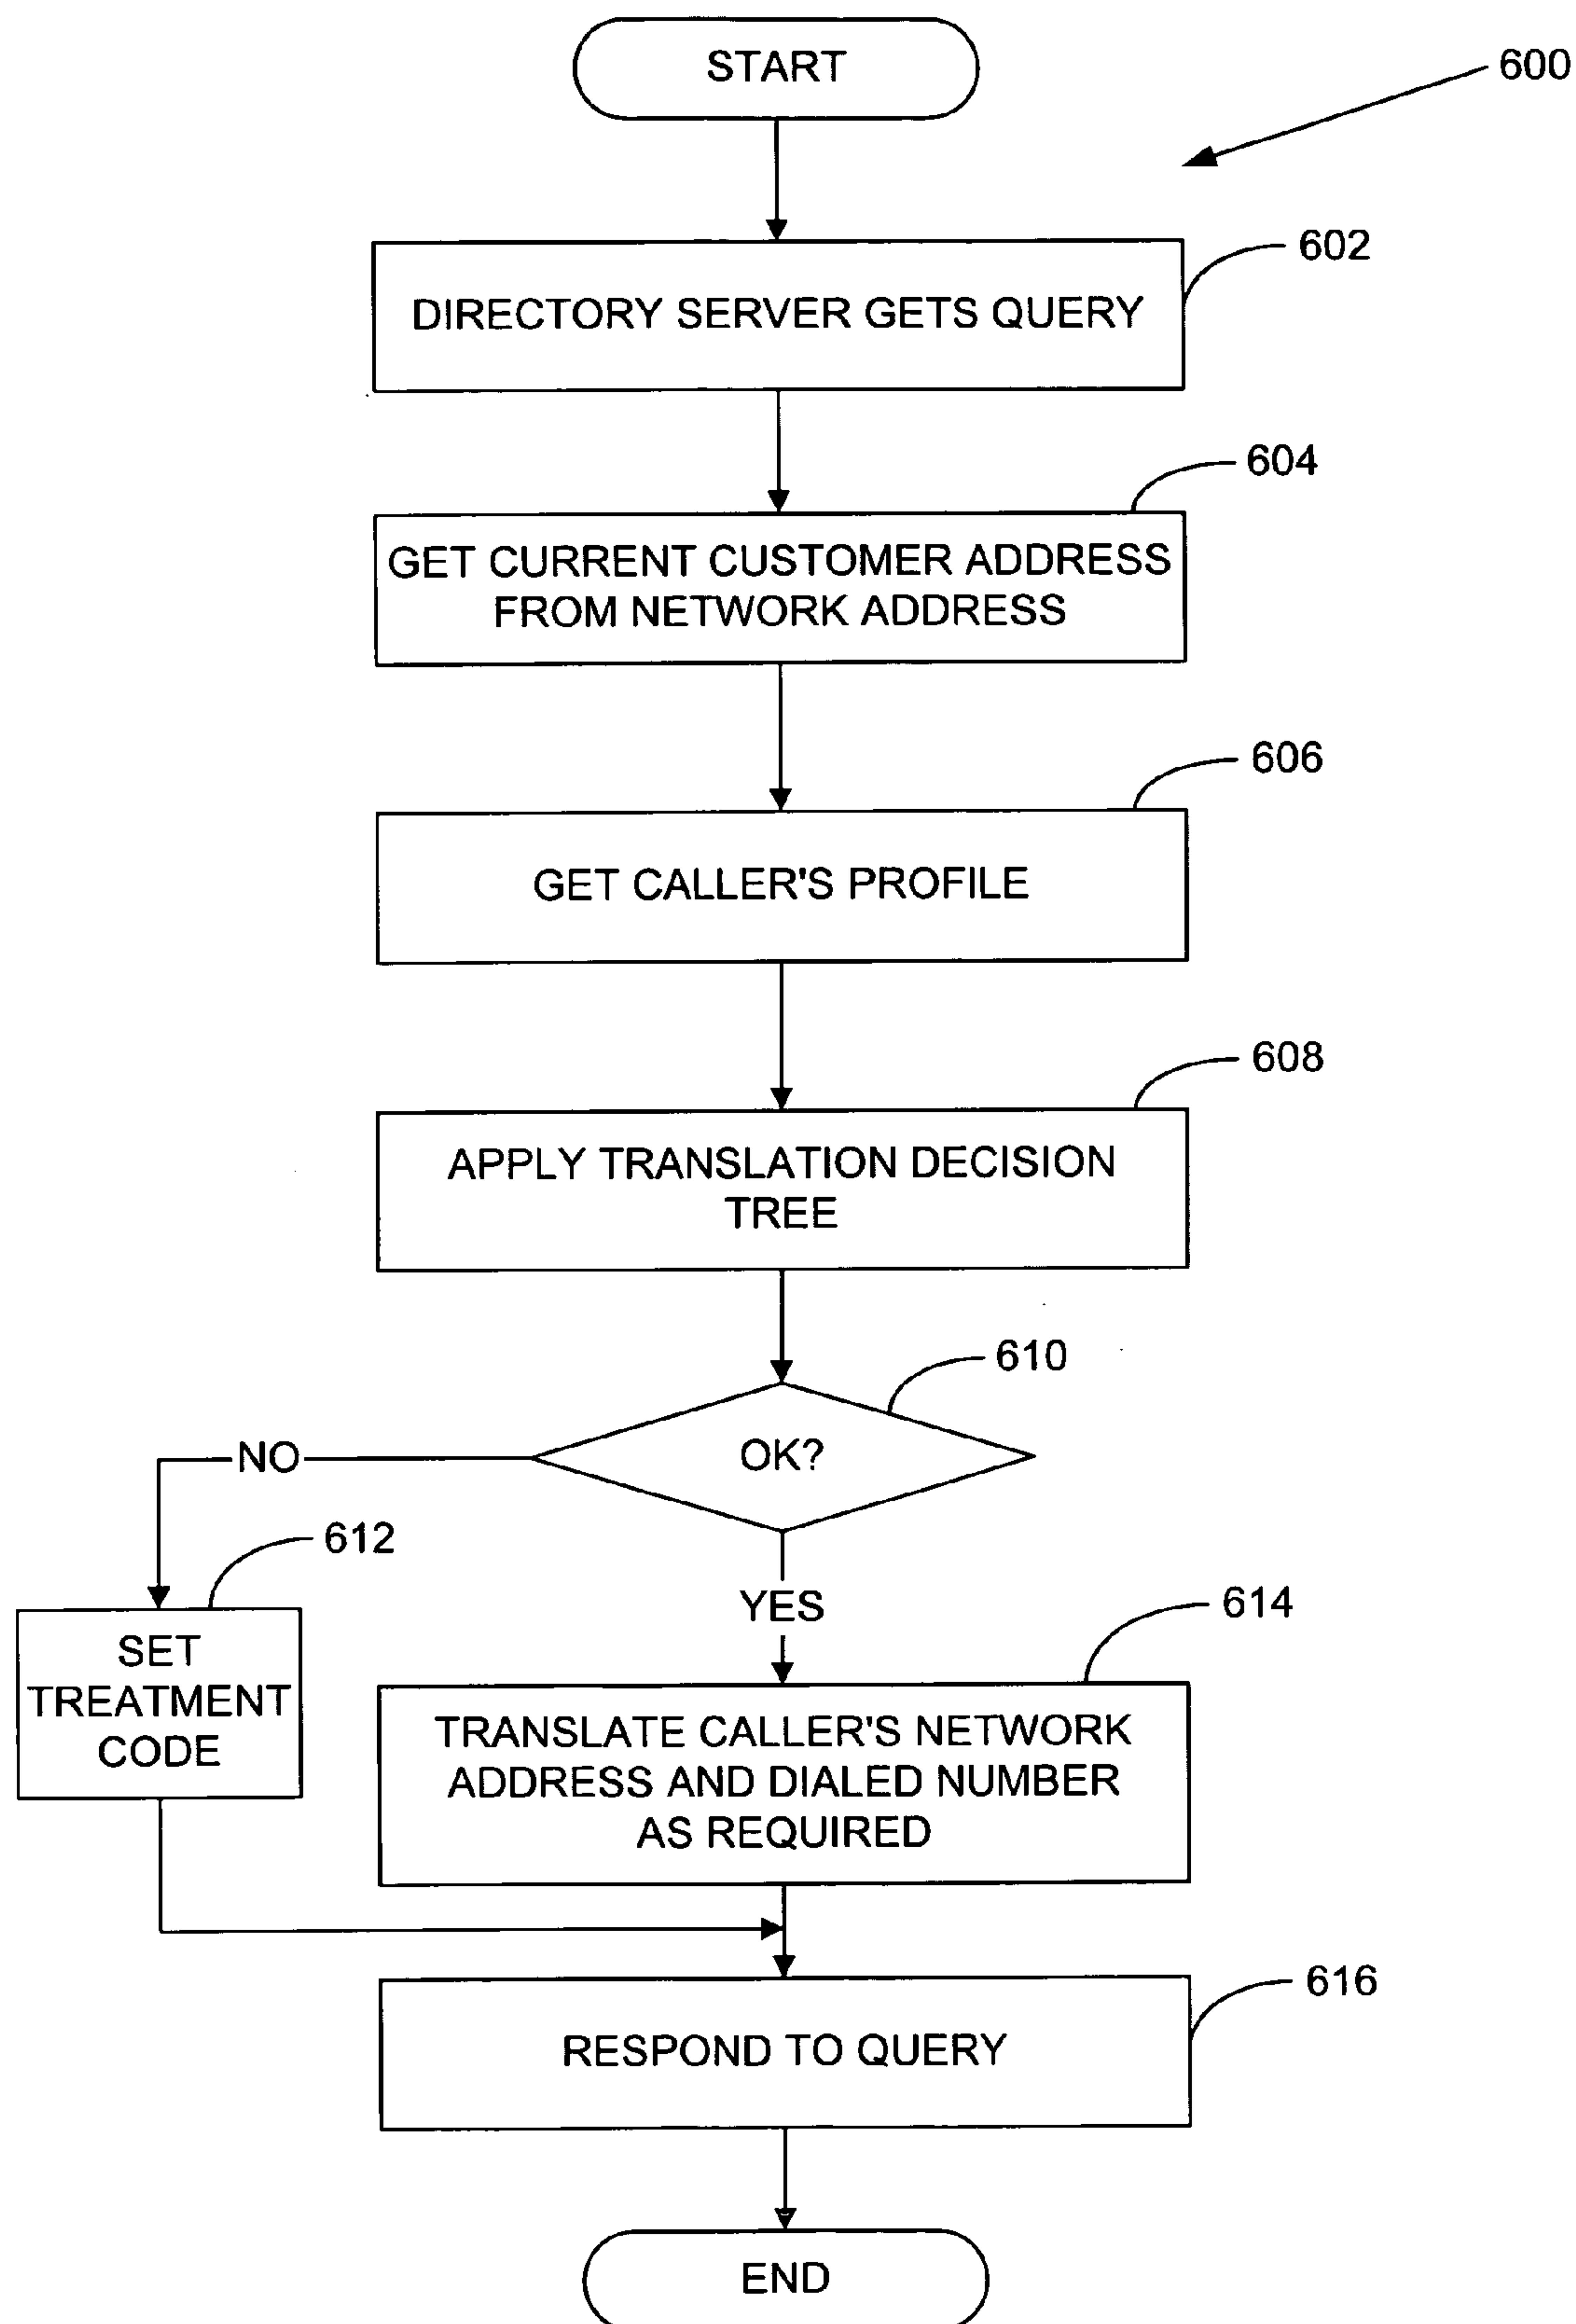 START
600
602
DIRECTORY SERVER GETS QUERY
604
GET CURRENT CUSTOMER ADDRESS
FROM NETWORK ADDRESS
606
GET CALLER'S PROFILE
608
APPLY TRANSLATION DECISION
TREE
610
OK?
NO
612
YES
614
SET
TREATMENT
CODE
TRANSLATE CALLER'S NETWORK
ADDRESS AND DIALED NUMBER
AS REQUIRED
616
RESPOND TO QUERY
END